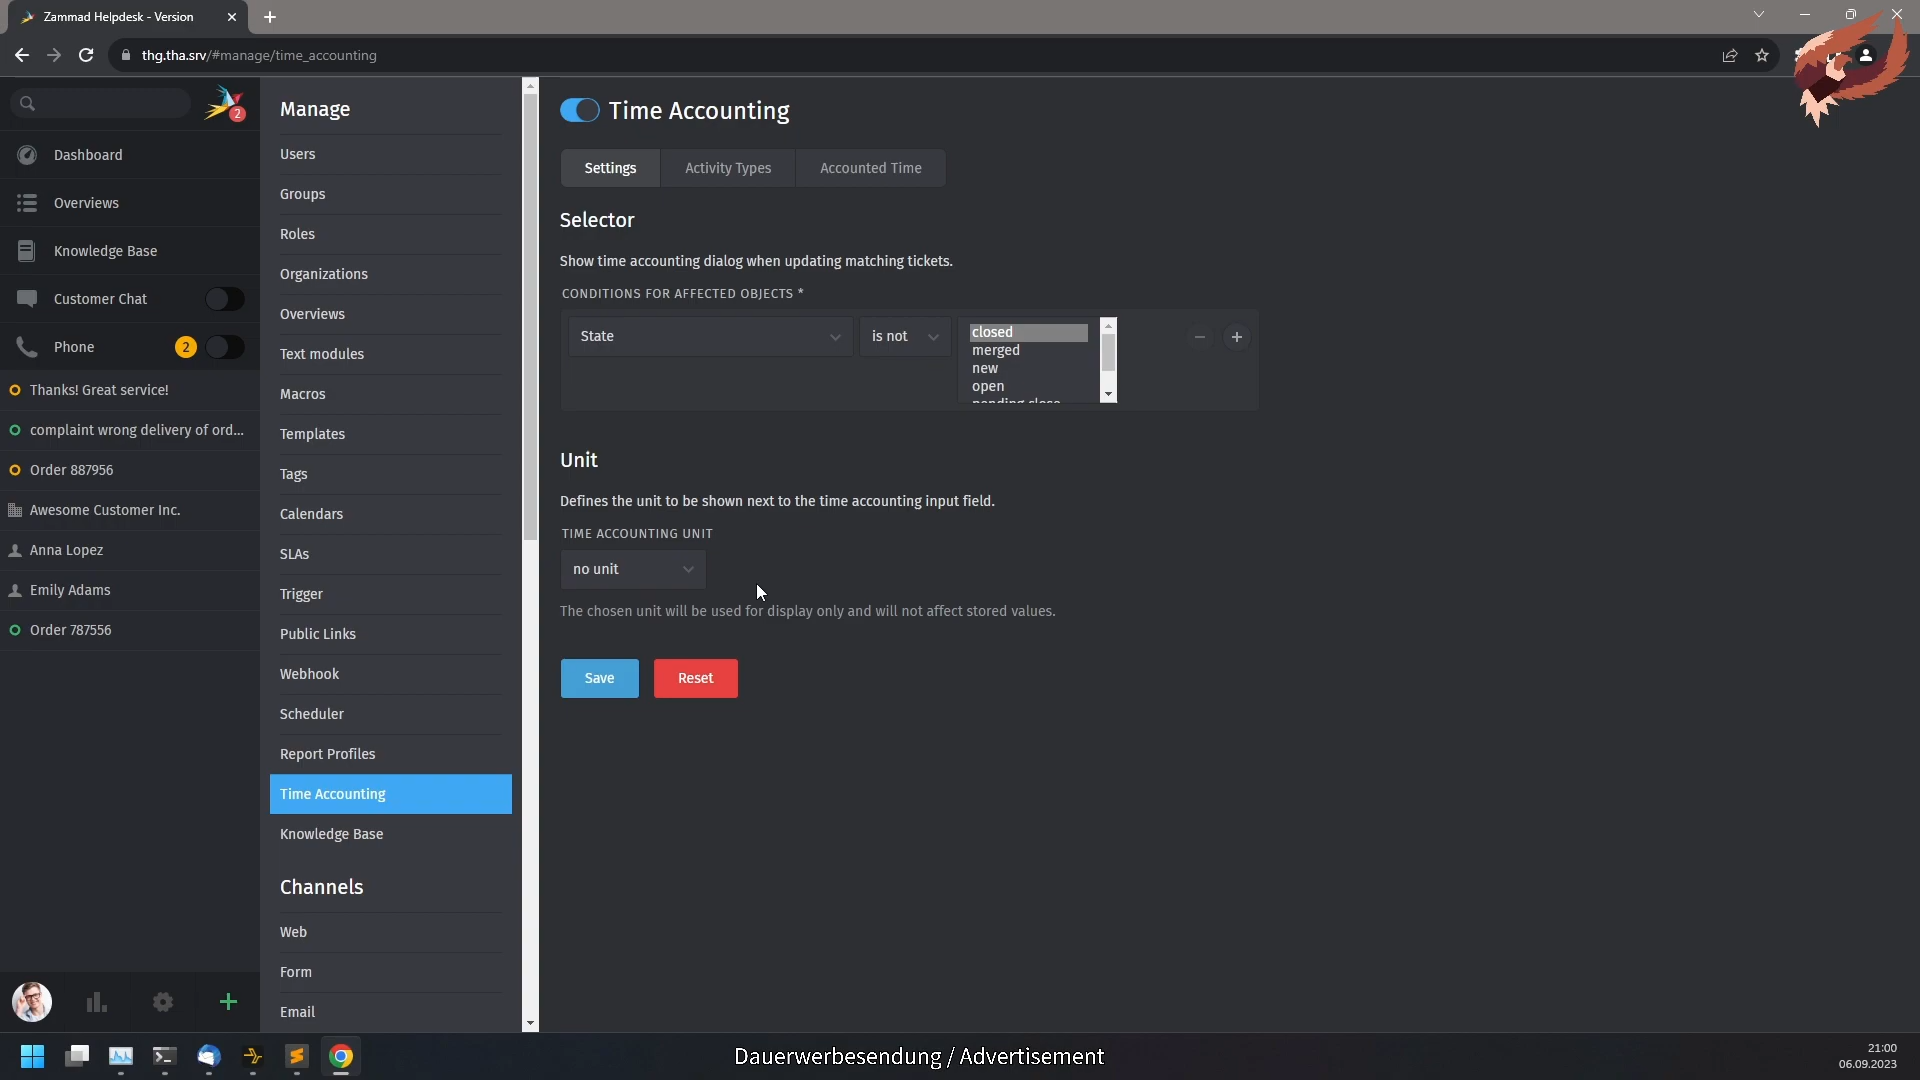 Zammad Helpdesk - Version
thg.tha.srv/#manage/time_accounting
2
Dashboard
Overviews
Knowledge Base
Customer Chat
Phone
2
Thanks! Great service!
complaint wrong delivery of ord...
Order 887956
Awesome Customer Inc.
Anna Lopez
Emily Adams
Order 787556
Manage
Users
Groups
Roles
Organizations
Overviews
Text modules
Macros
Templates
Tags
Calendars
SLAs
Trigger
Public Links
Webhook
Scheduler
Report Profiles
Time Accounting
Knowledge Base
Channels
Web
Form
Email
Time Accounting
Settings
Activity Types
Accounted Time
Selector
Show time accounting dialog when updating matching tickets.
CONDITIONS FOR AFFECTED OBJECTS *
State
is not
closed
merged
new
open
pending close
Unit
Defines the unit to be shown next to the time accounting input field.
TIME ACCOUNTING UNIT
no unit
The chosen unit will be used for display only and will not affect stored values.
Save
Reset
Dauerwerbesendung / Advertisement
21:00
06.09.2023